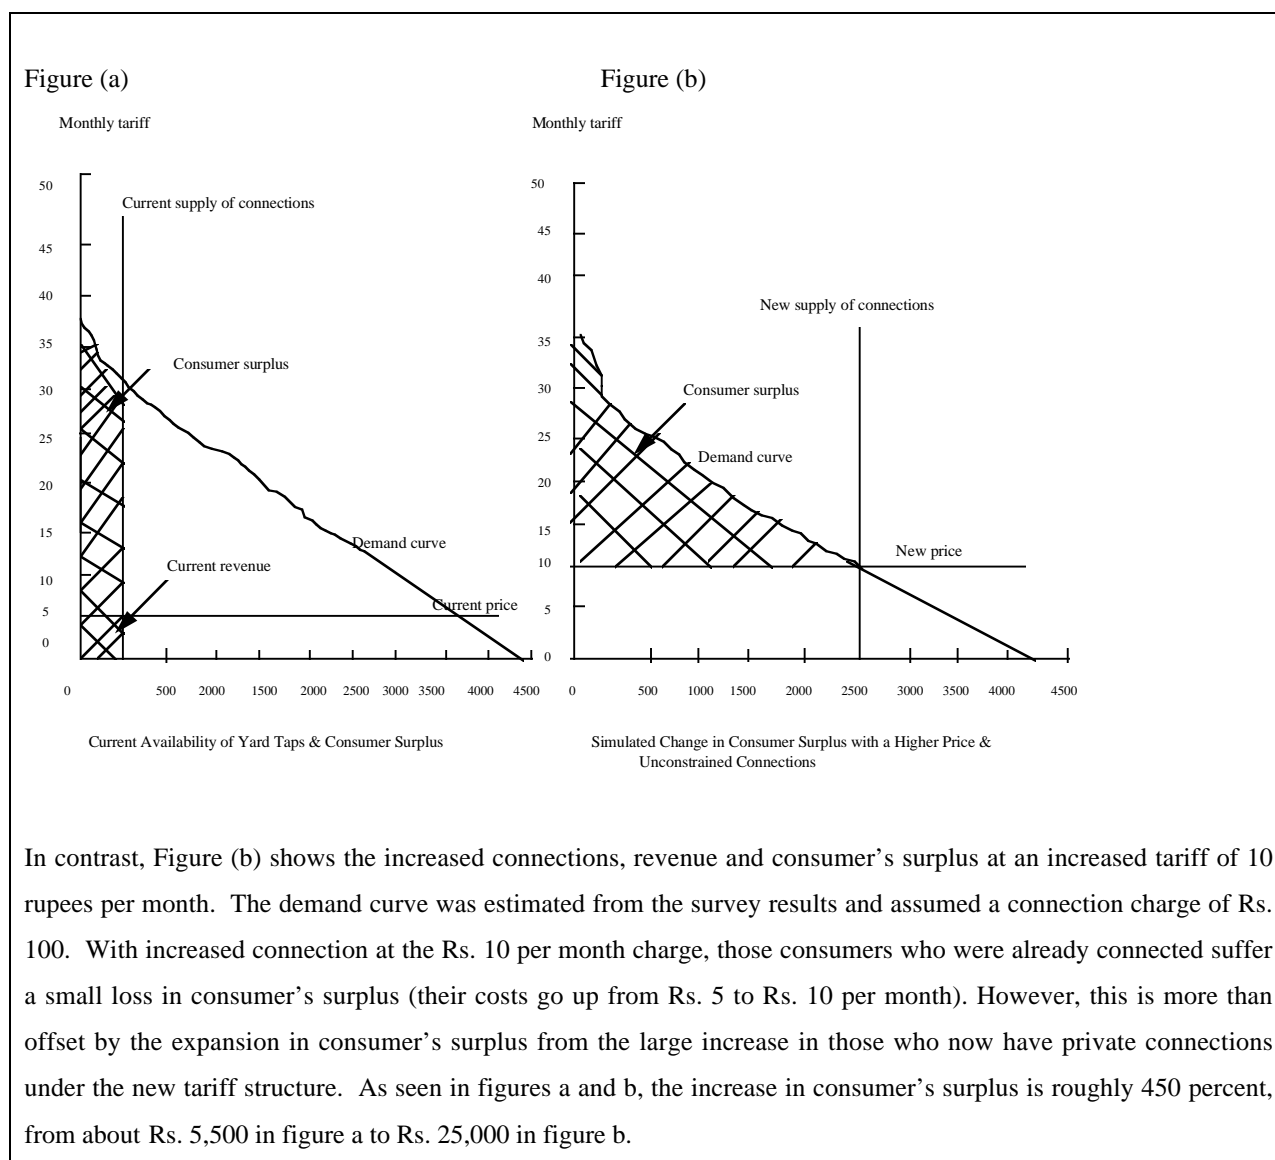 Figure (a)
Figure (b)
Monthly tariff
Monthly tariff
50
45
40
35
30
25
20
15
10
5
0
Current supply of connections
Consumer surplus
Current revenue
Demand curve
Current price
0 500 2000 1500 2000 2500 3000 3500 4000 4500
Current Availability of Yard Taps & Consumer Surplus
50
45
40
35
30
25
20
15
10
5
0
New supply of connections
Consumer surplus
Demand curve
New price
0 500 1000 1500 2000 2500 3000 3500 4000 4500
Simulated Change in Consumer Surplus with a Higher Price &
Unconstrained Connections
In contrast, Figure (b) shows the increased connections, revenue and consumer’s surplus at an increased tariff of 10
rupees per month. The demand curve was estimated from the survey results and assumed a connection charge of Rs.
100. With increased connection at the Rs. 10 per month charge, those consumers who were already connected suffer
a small loss in consumer’s surplus (their costs go up from Rs. 5 to Rs. 10 per month). However, this is more than
offset by the expansion in consumer’s surplus from the large increase in those who now have private connections
under the new tariff structure. As seen in figures a and b, the increase in consumer’s surplus is roughly 450 percent,
from about Rs. 5,500 in figure a to Rs. 25,000 in figure b.